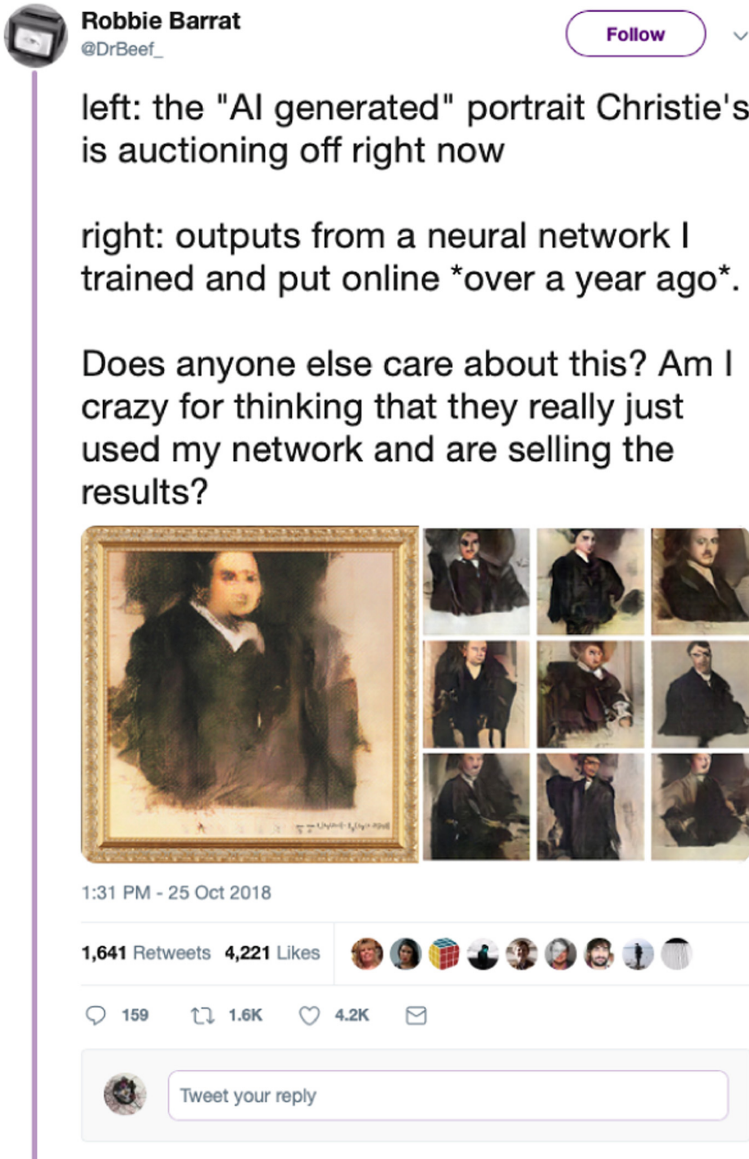 Robbie Barrat
@DrBeef_
Follow
left: the "AI generated" portrait Christie's
is auctioning off right now
right: outputs from a neural network I
trained and put online *over a year ago*.
Does anyone else care about this? Am I
crazy for thinking that they really just
used my network and are selling the
results?
1:31 PM - 25 Oct 2018
1,641 Retweets 4,221 Likes
159 1.6K 4.2K
Tweet your reply